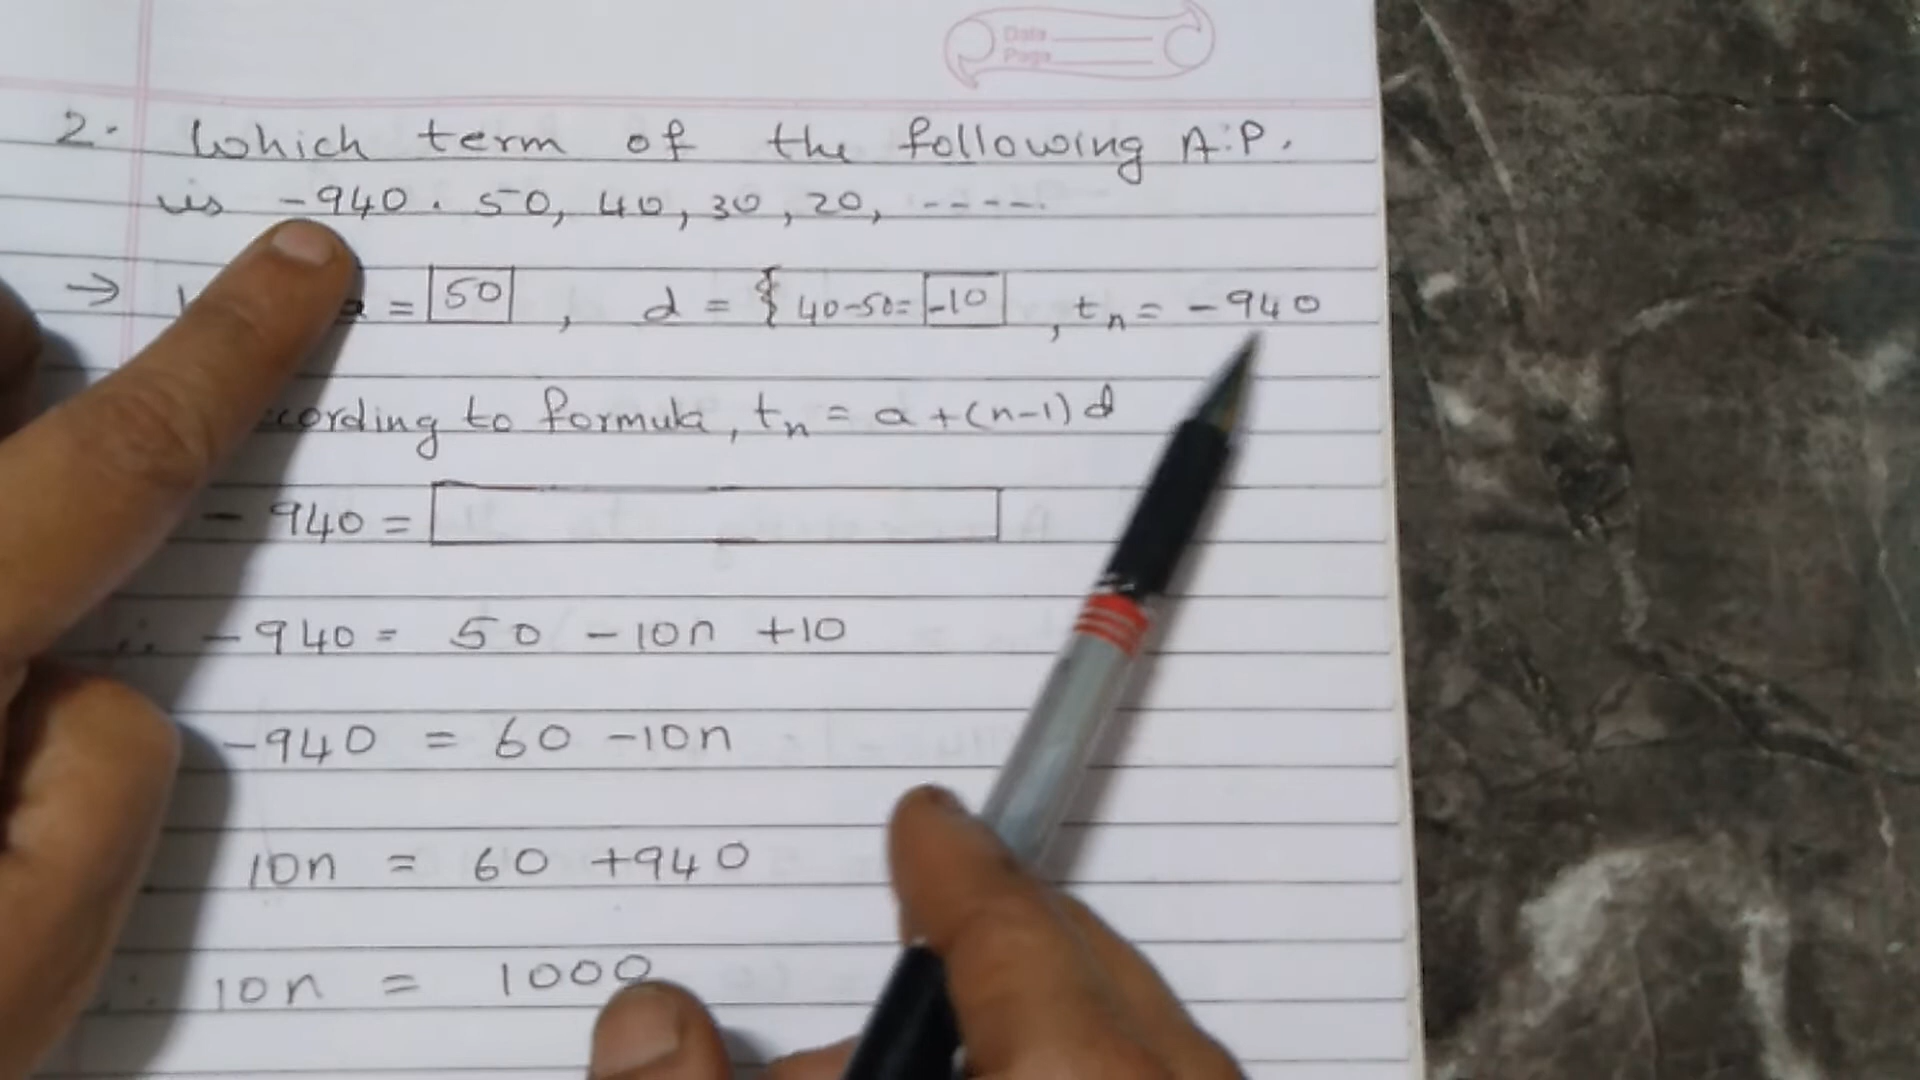 Data
Page
2. Which term of the following A.P.
is -940. 50, 40, 30, 20, -----
→ a = 50 , d = { 40-50= -10 , tn = -940
cording to formula, tn = a+(n-1)d
- 940 =
∴ -940 = 50 -10n +10
-940 = 60 -10n
10n = 60 +940
10n = 1000